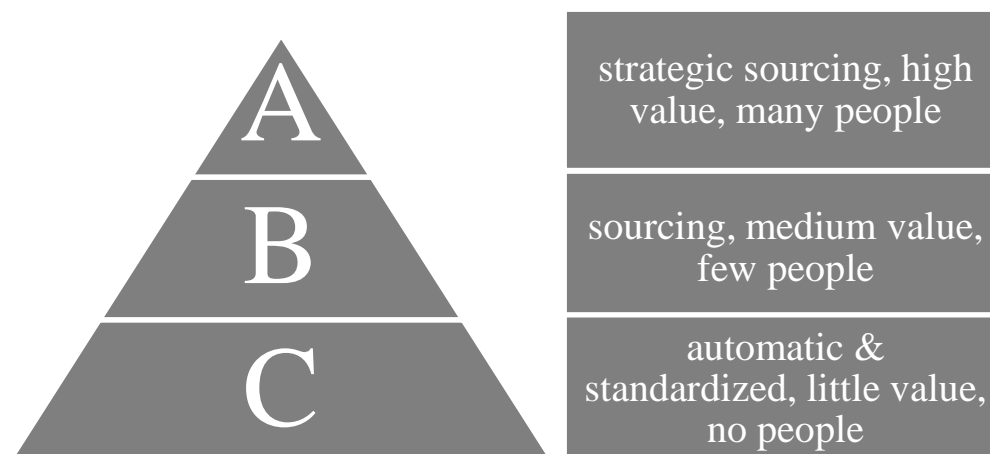 A
strategic sourcing, high
value, many people
B
sourcing, medium value,
few people
C
automatic &
standardized, little value,
no people